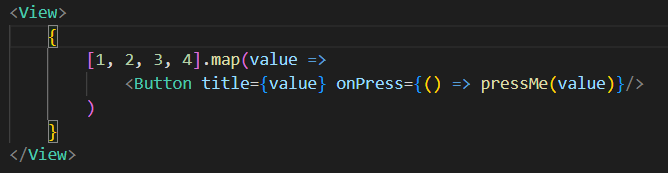 <View>
{
[1, 2, 3, 4].map(value =>
<Button title={value} onPress={() => pressMe(value)}/>
)
}
</View>